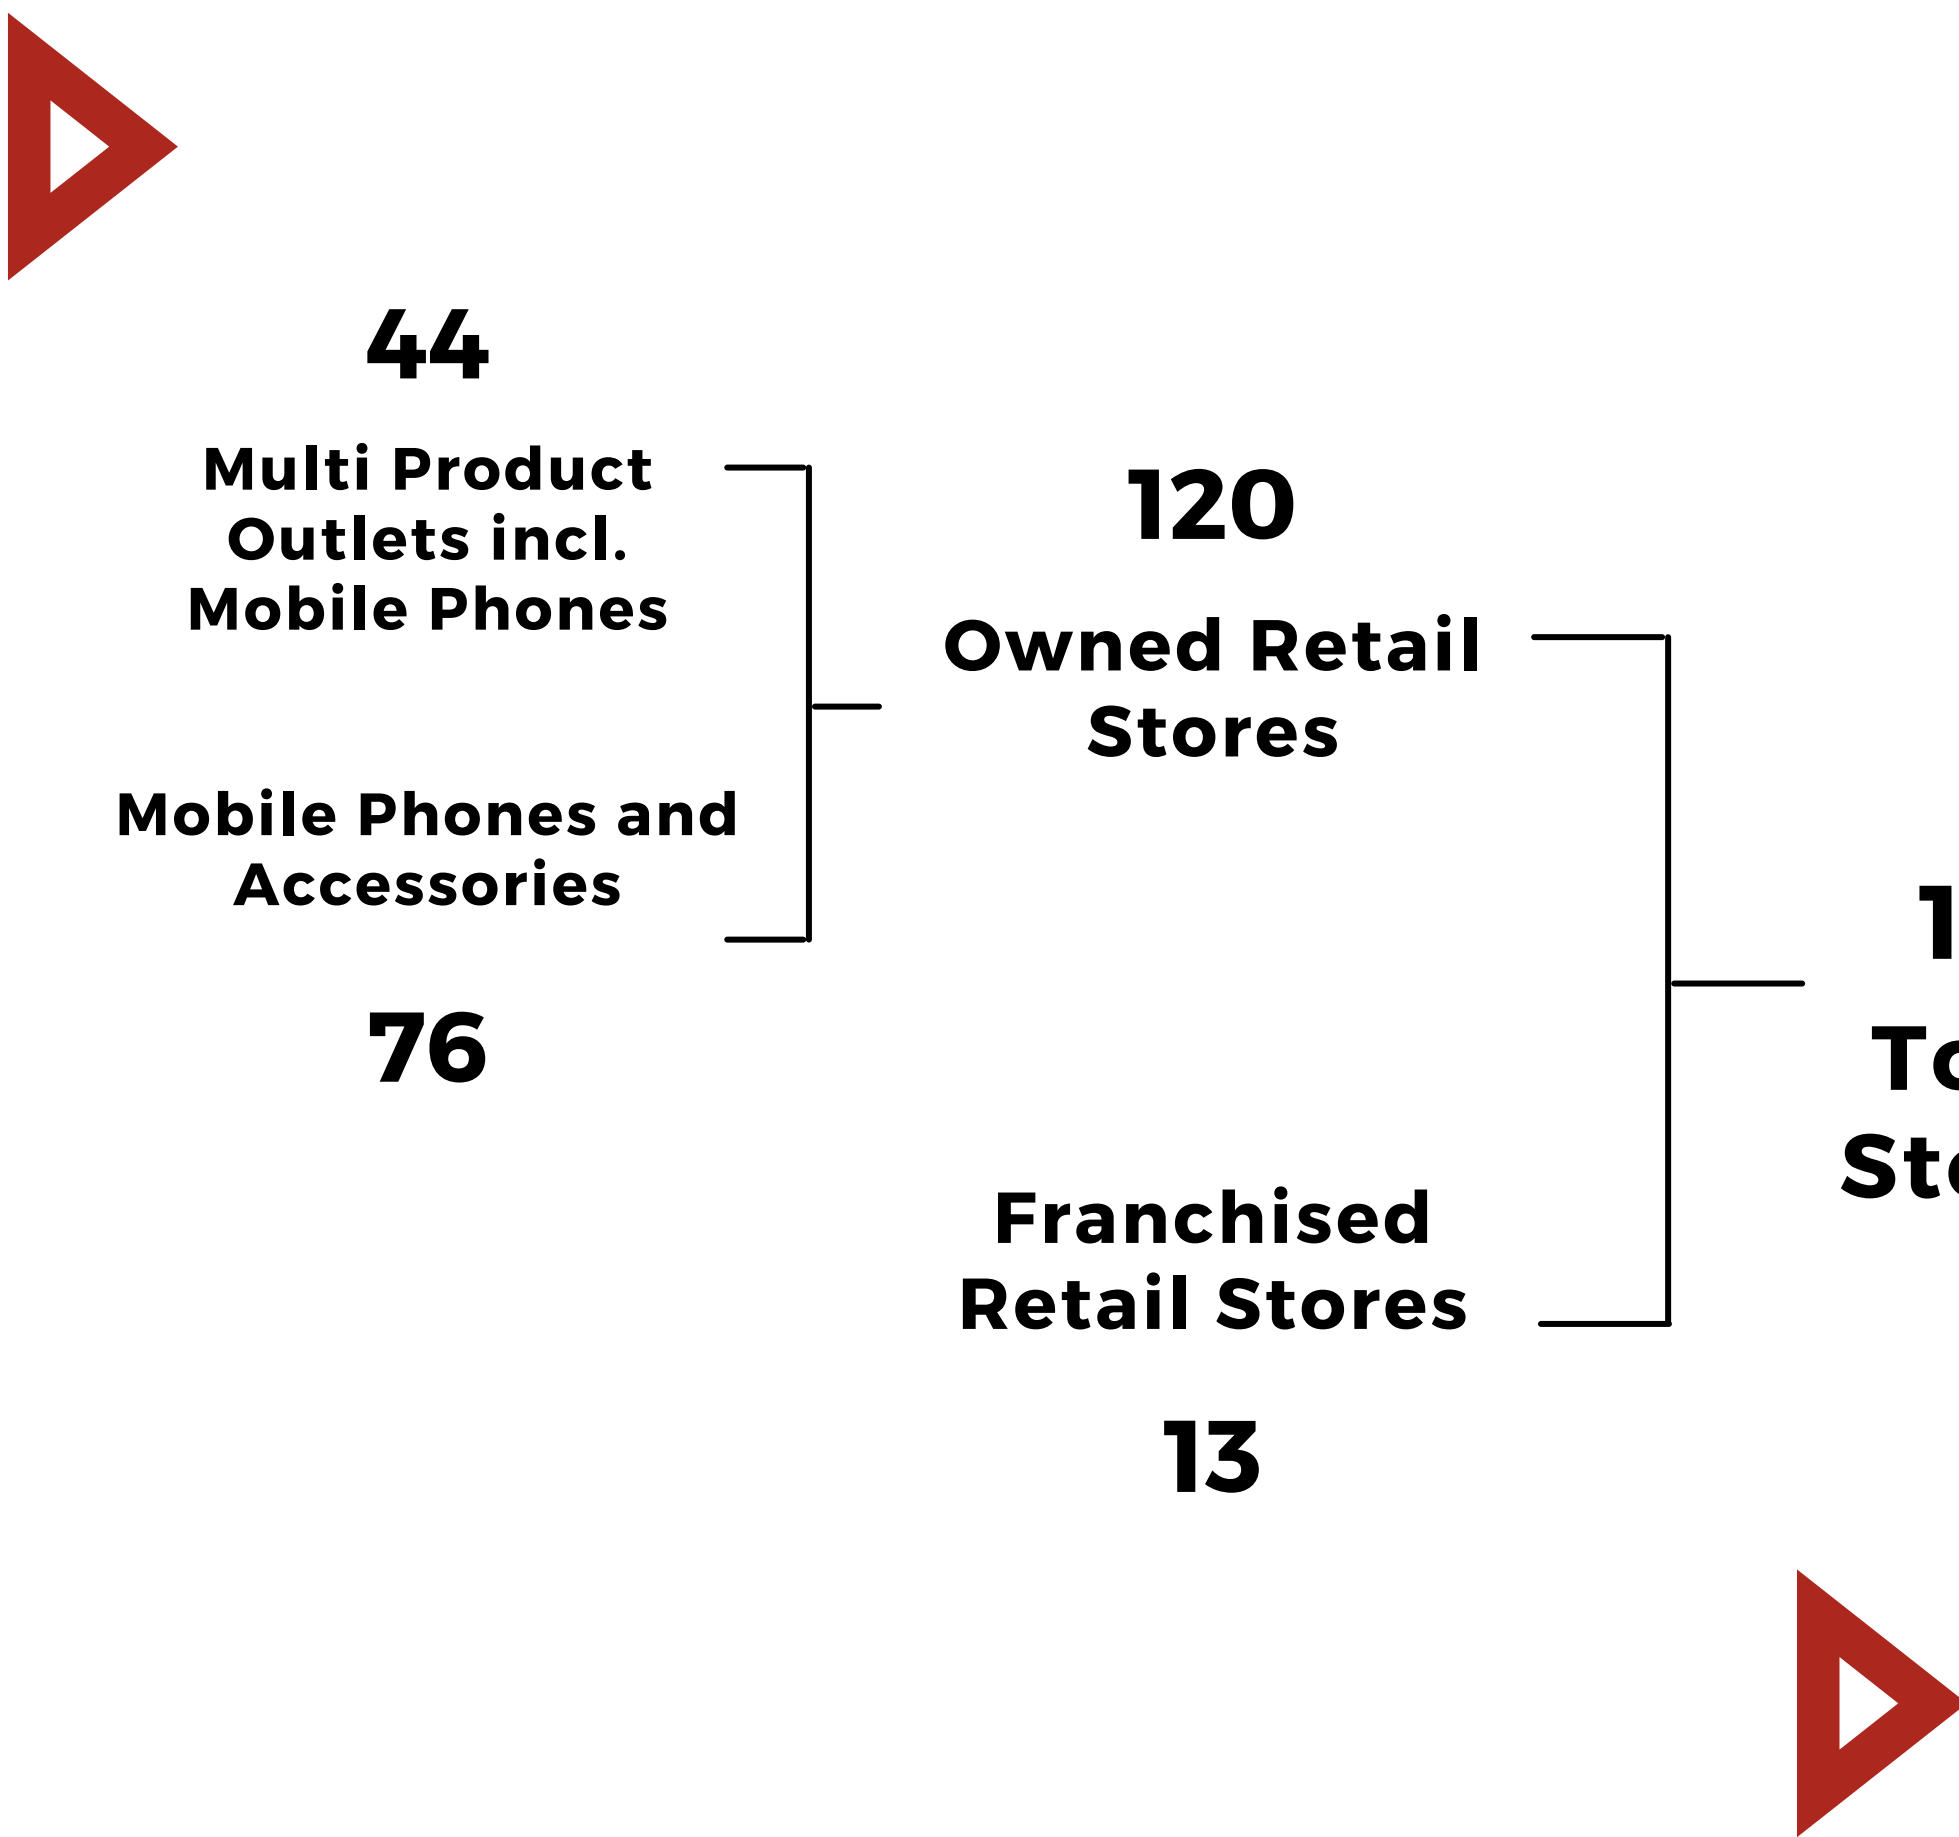 44
Multi Product
Outlets incl.
Mobile Phones
Mobile Phones and
Accessories
76
120
Owned Retail
Stores
Franchised
Retail Stores
13